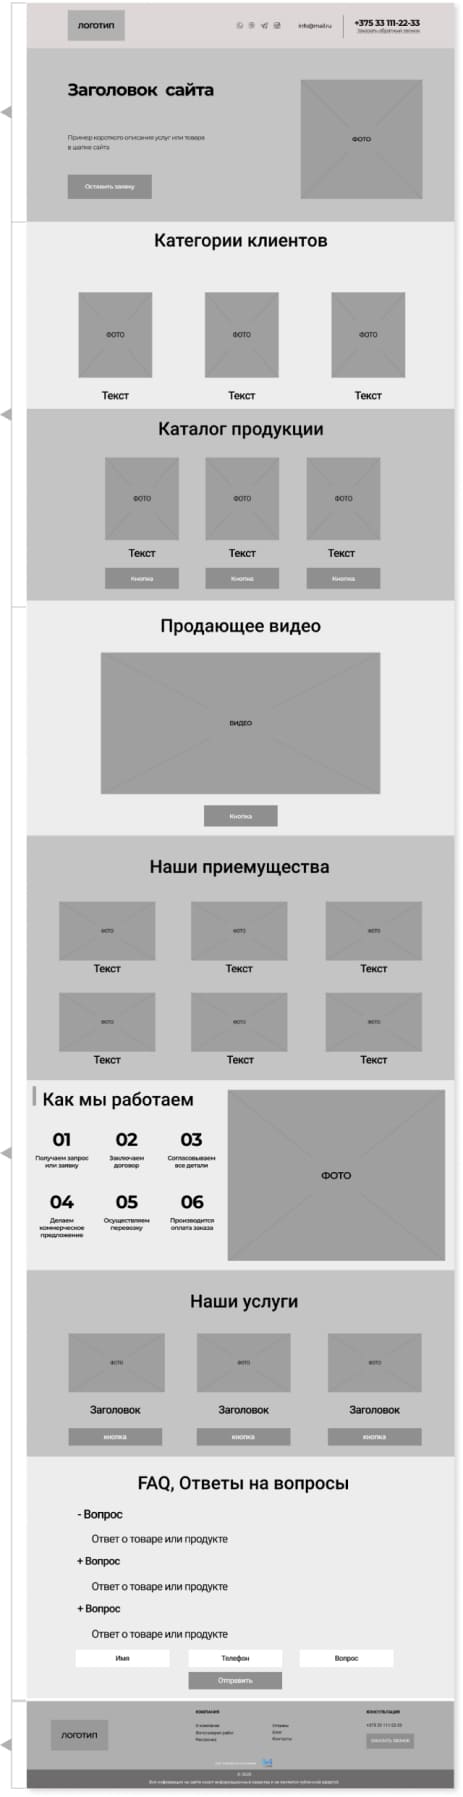 ЛОГОТИП
info@mail.ru
+375 33 111-22-33
Заказать обратный звонок
Заголовок сайта
Пример короткого описания услуг или товара
в шапке сайта
Оставить заявку
ФОТО
Категории клиентов
ФОТО ФОТО ФОТО
Текст Текст Текст
Каталог продукции
ФОТО ФОТО ФОТО
Текст Текст Текст
Кнопка Кнопка Кнопка
Продающее видео
ВИДЕО
Кнопка
Наши приемущества
ФОТО ФОТО ФОТО
Текст Текст Текст
ФОТО ФОТО ФОТО
Текст Текст Текст
Как мы работаем
01 02 03
Получаем запрос Заключаем Согласовываем
или заявку договор все детали
04 05 06
Делаем Осуществляем Производится
коммерческое перевозку оплата заказа
предложение
ФОТО
Наши услуги
ФОТО ФОТО ФОТО
Заголовок Заголовок Заголовок
кнопка кнопка кнопка
FAQ, Ответы на вопросы
- Вопрос
Ответ о товаре или продукте
+ Вопрос
Ответ о товаре или продукте
+ Вопрос
Ответ о товаре или продукте
Имя Телефон Вопрос
Отправить
ЛОГОТИП
КОМПАНИЯ
О компании
Фотогалерея работ
Рассрочка
Отзывы
Блог
Контакты
КОНСУЛЬТАЦИЯ
+375 33 111-22-33
ЗАКАЗАТЬ ЗВОНОК
Вся информация на сайте носит информационный характер и не является публичной офертой